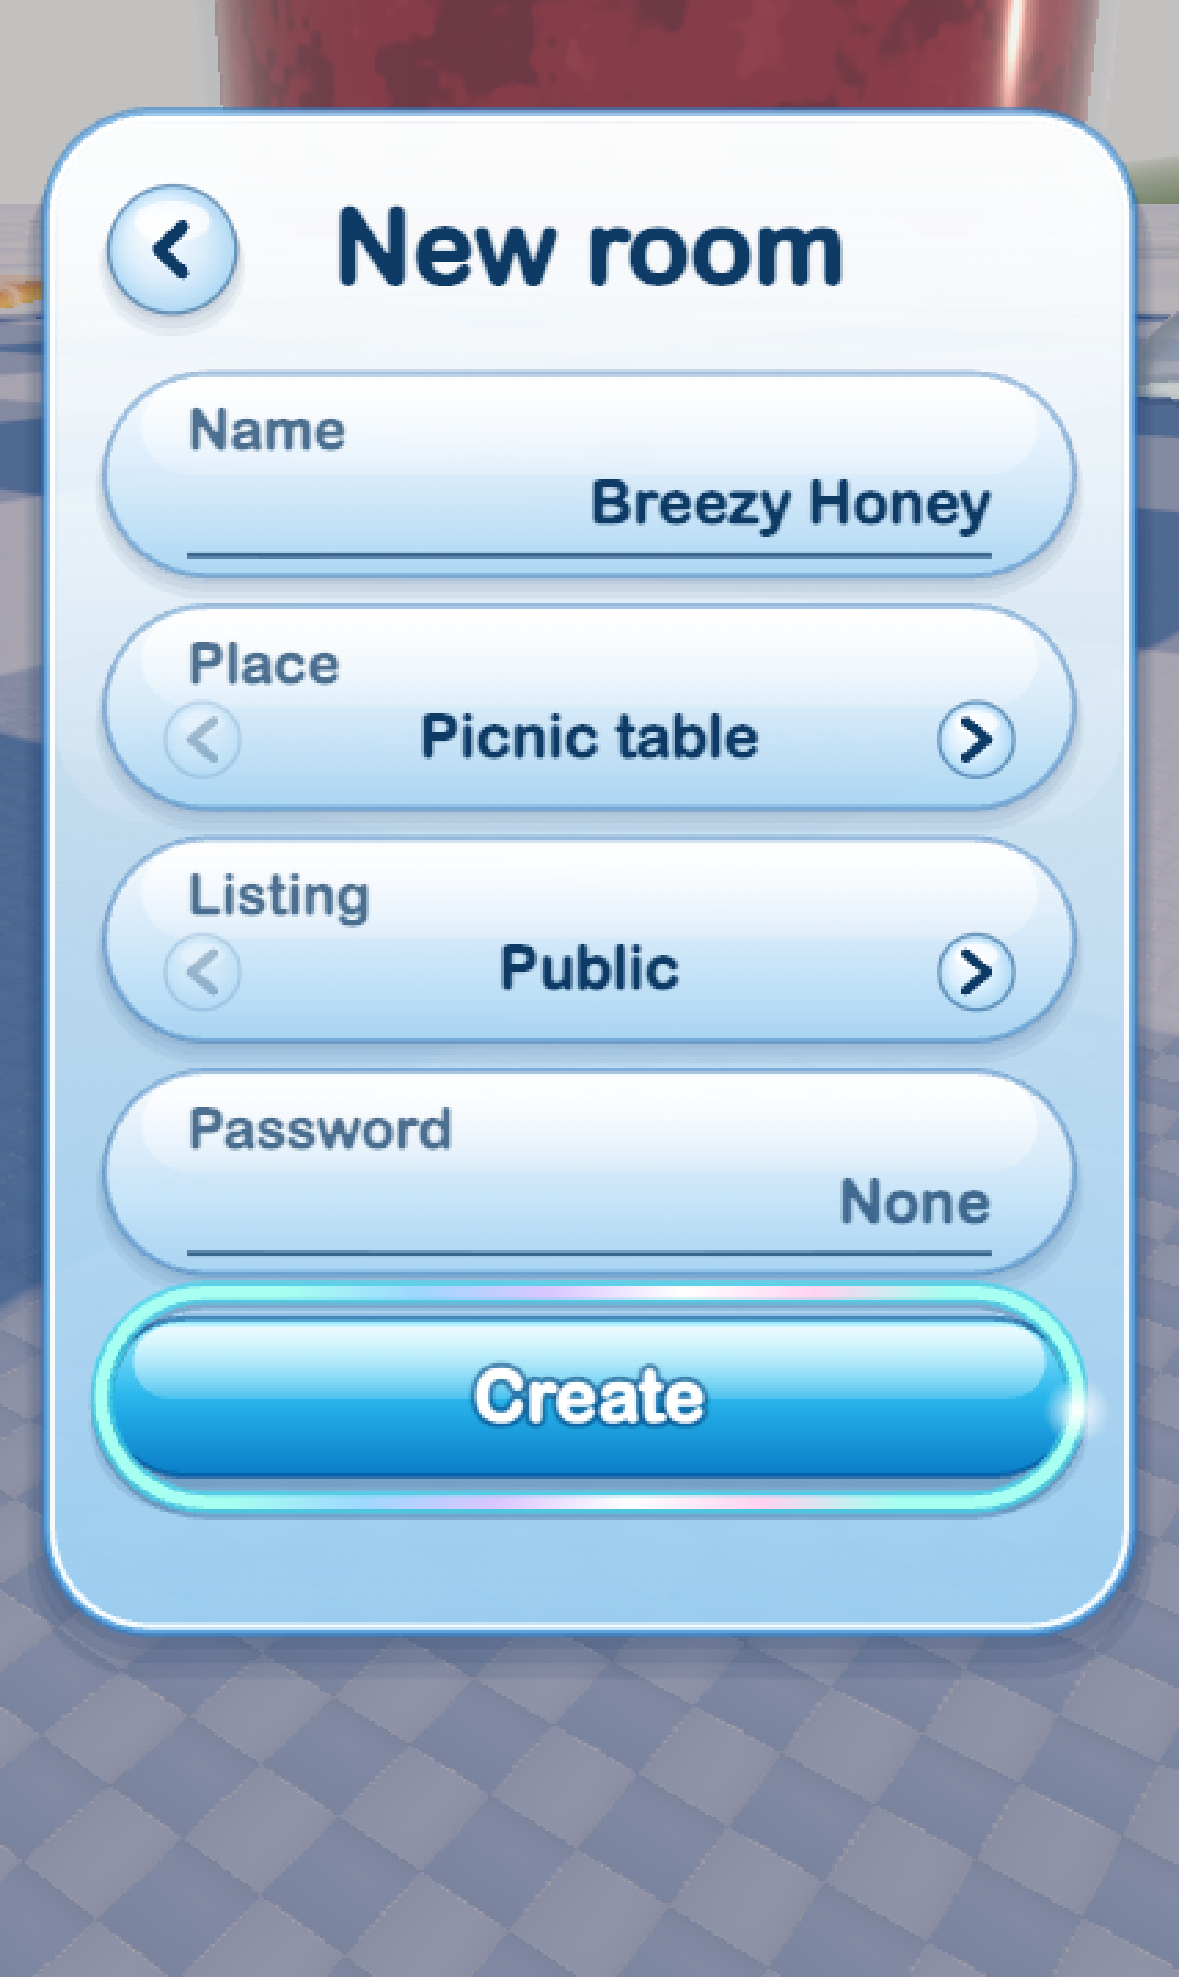 New room
Name
Breezy Honey
Place
Picnic table
Listing
Public
Password
None
Create